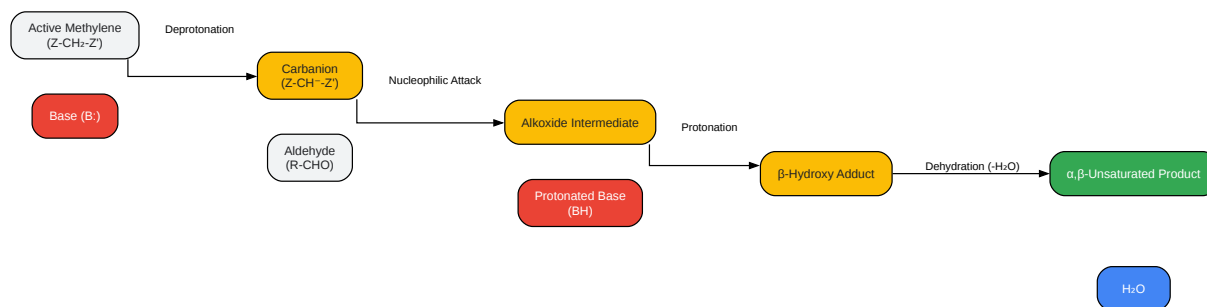 Active Methylene
(Z-CH₂-Z')
Deprotonation
Base (B:)
Carbanion
(Z-CH⁻-Z')
Nucleophilic Attack
Aldehyde
(R-CHO)
Alkoxide Intermediate
Protonation
Protonated Base
(BH)
β-Hydroxy Adduct
Dehydration (-H₂O)
α,β-Unsaturated Product
H₂O